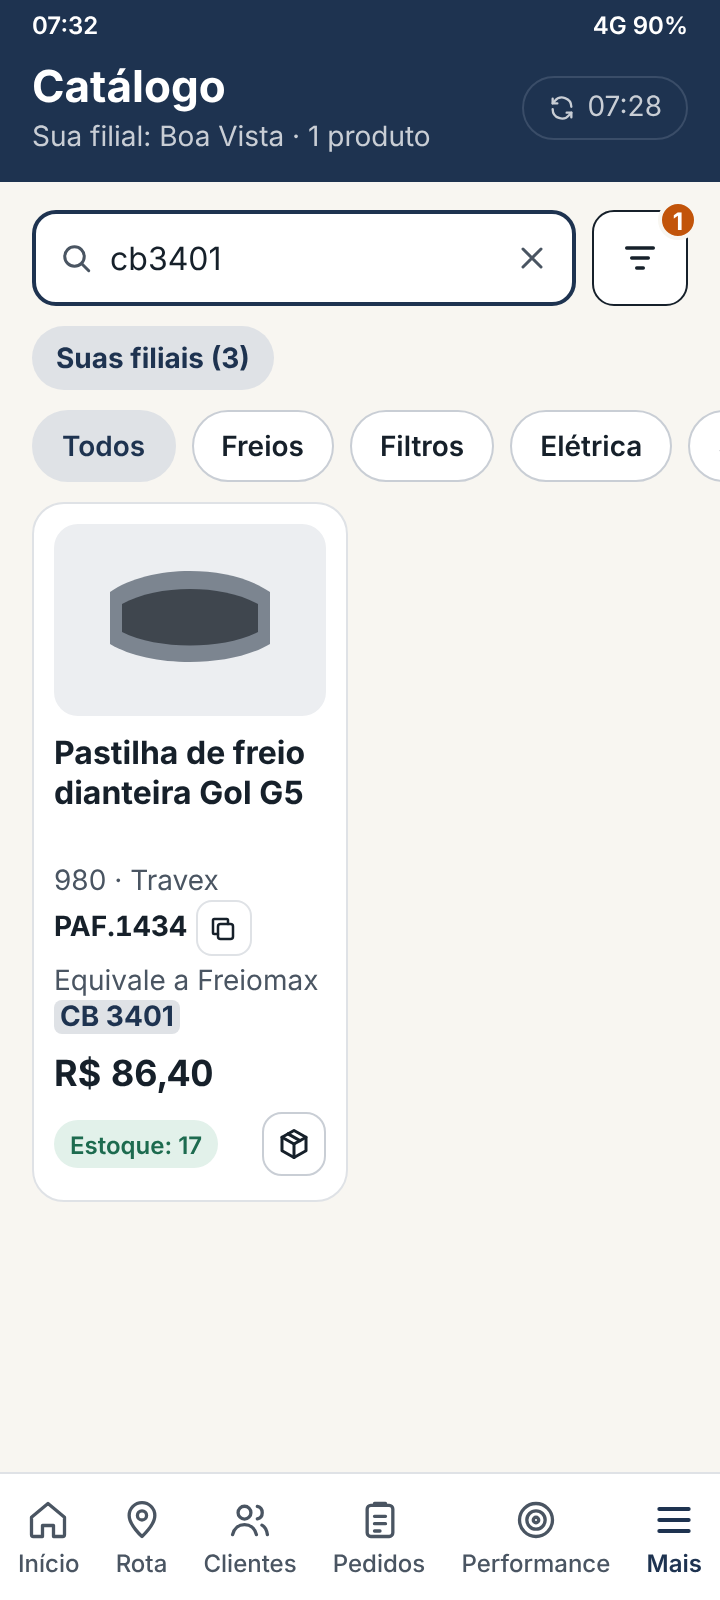 07:32
4G 90%
Catálogo
Sua filial: Boa Vista · 1 produto
07:28
cb3401
1
Suas filiais (3)
Todos
Freios
Filtros
Elétrica
Pastilha de freio
dianteira Gol G5
980 · Travex
PAF.1434
Equivale a Freiomax
CB 3401
R$ 86,40
Estoque: 17
Início
Rota
Clientes
Pedidos
Performance
Mais